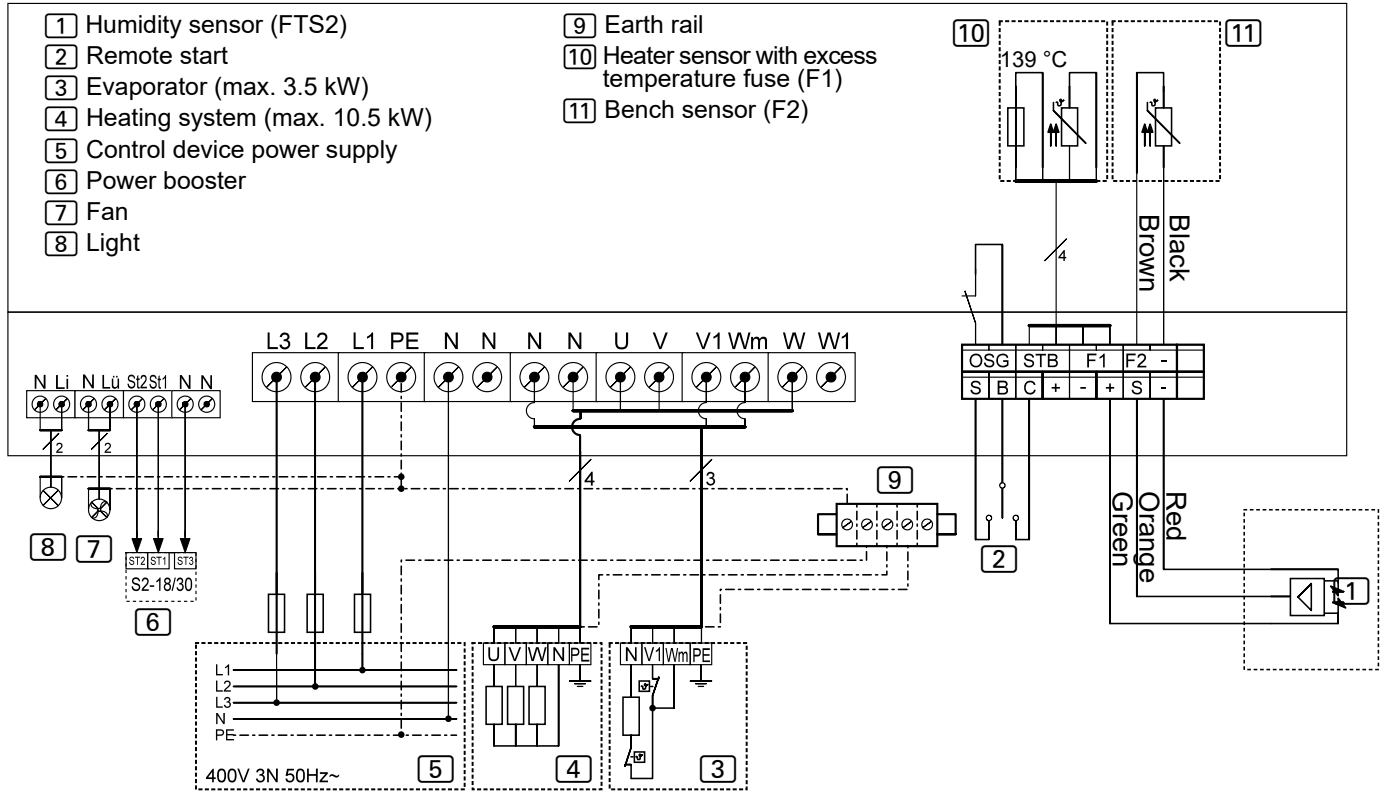 1 Humidity sensor (FTS2)
2 Remote start
3 Evaporator (max. 3.5 kW)
4 Heating system (max. 10.5 kW)
5 Control device power supply
6 Power booster
7 Fan
8 Light
9 Earth rail
10 Heater sensor with excess
temperature fuse (F1)
11 Bench sensor (F2)
10
11
139 °C
4
Brown
Black
L3 L2 L1 PE N N N N U V V1 Wm W W1
OSG STB F1 F2 -
S B C + - + S -
N Li N Lü St2 St1 N N
2
2
4
3
9
8
7
ST2 ST1 ST3
S2-18/30
6
2
Green
Orange
Red
1
U V W N PE
N V1 Wm PE
L1
L2
L3
N
PE
400V 3N 50Hz~
5
4
3